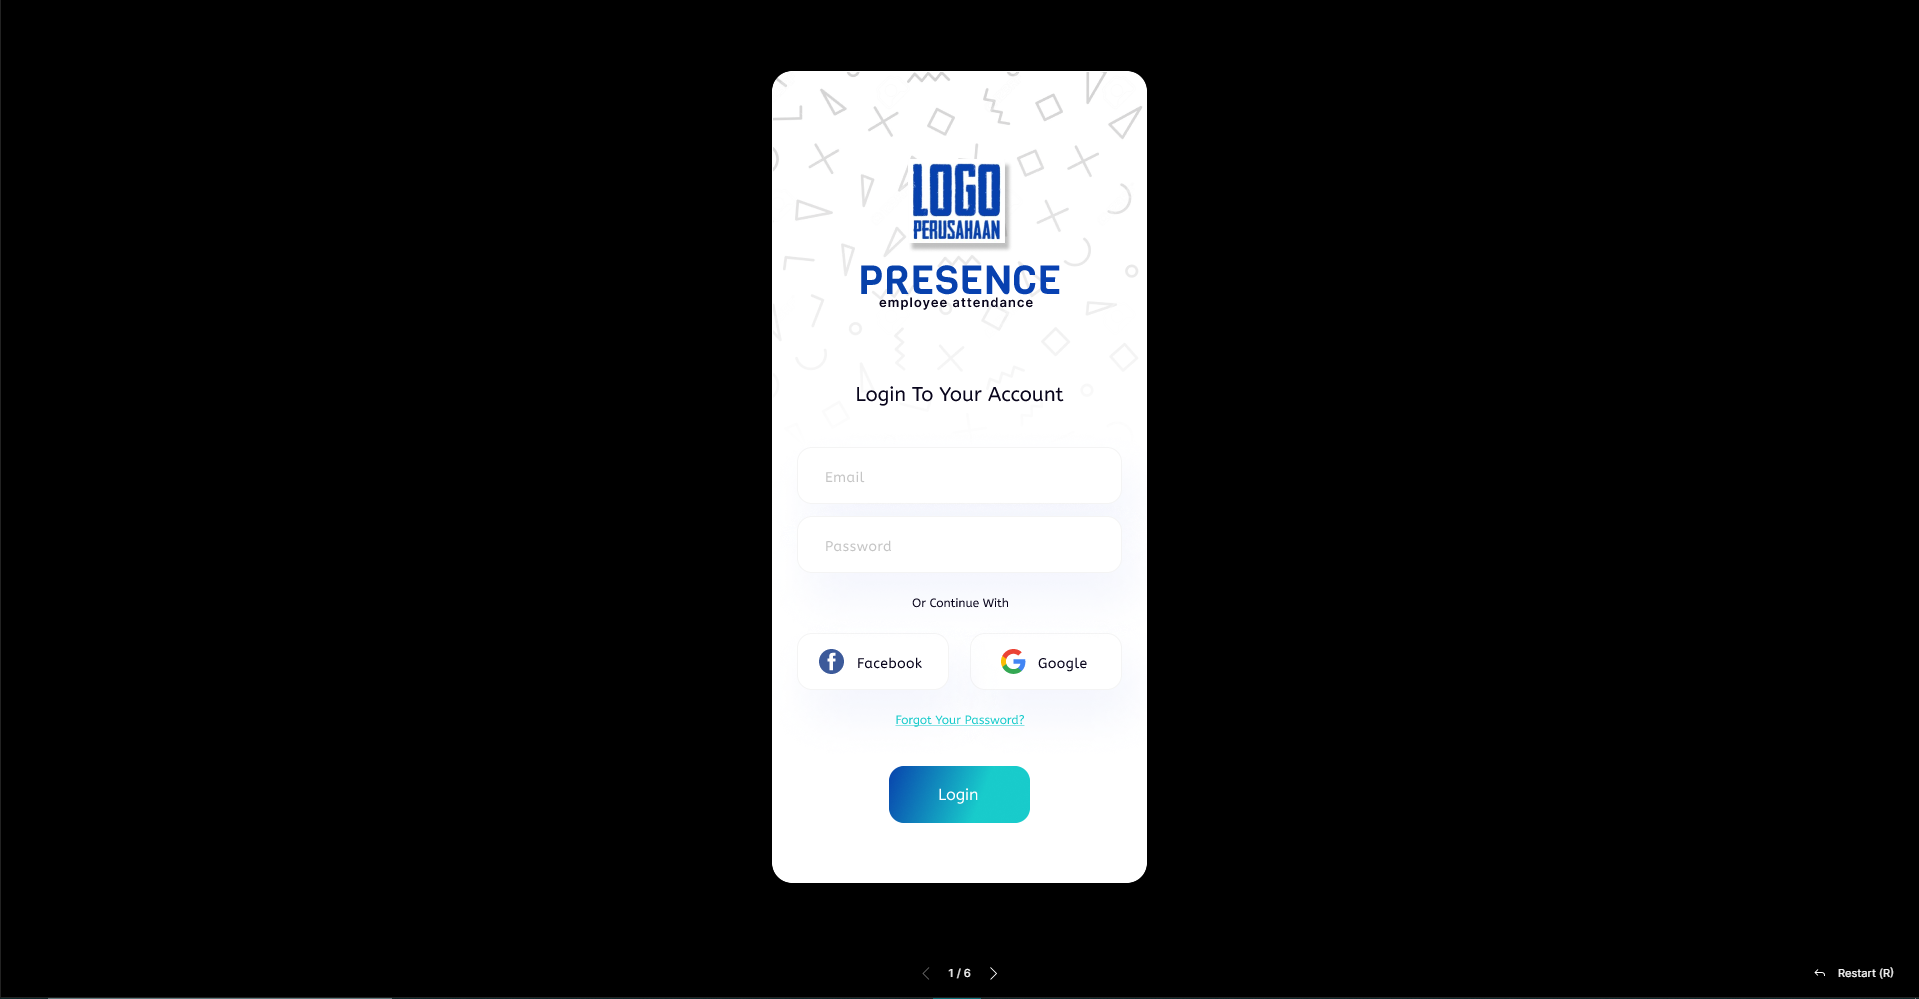 LOGO
PERUSAHAAN
PRESENCE
employee attendance
Login To Your Account
Email
Password
Or Continue With
Facebook
Google
Forgot Your Password?
Login
1 / 6
Restart (R)